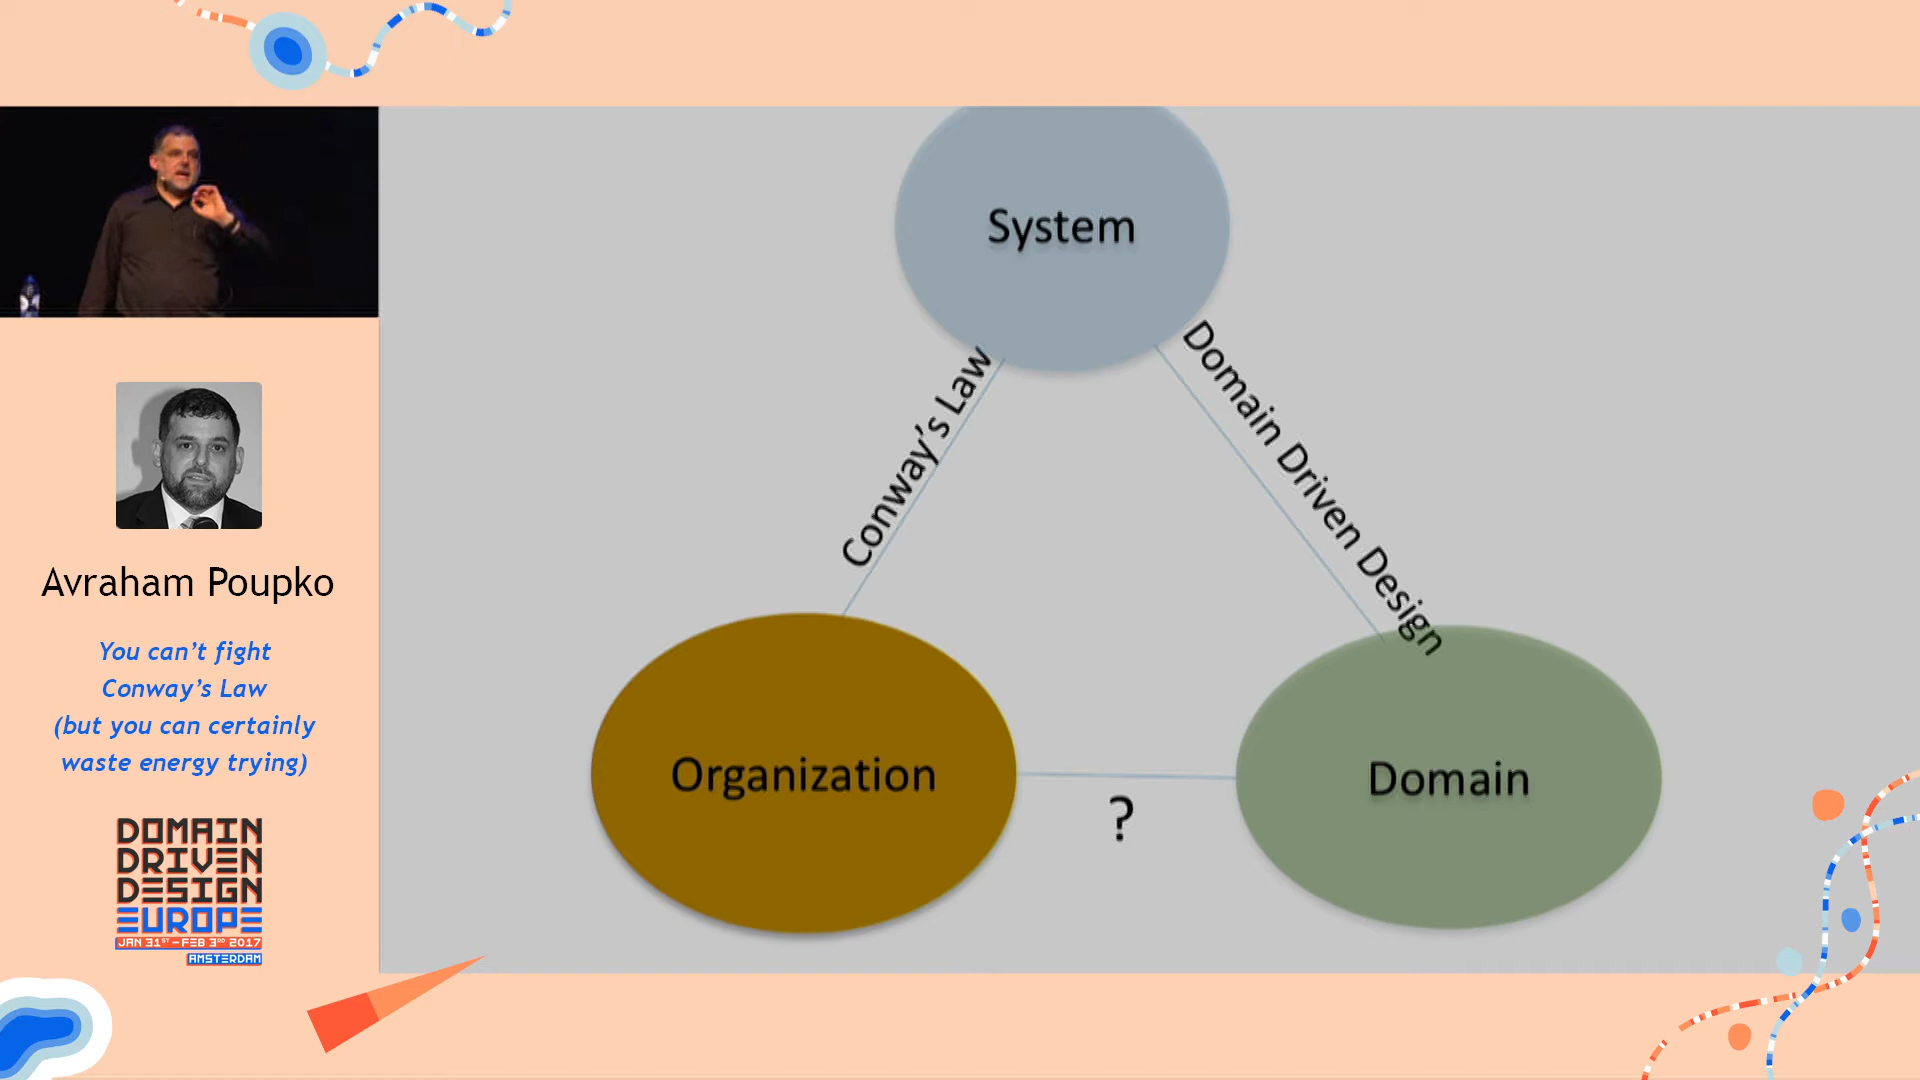 System
Conway's Law
Domain Driven Design
Organization
?
Domain
Avraham Poupko
You can't fight
Conway's Law
(but you can certainly
waste energy trying)
DOMAIN
DRIVEN
DESIGN
EUROPE
JAN 31ST – FEB 3RD 2017
AMSTERDAM